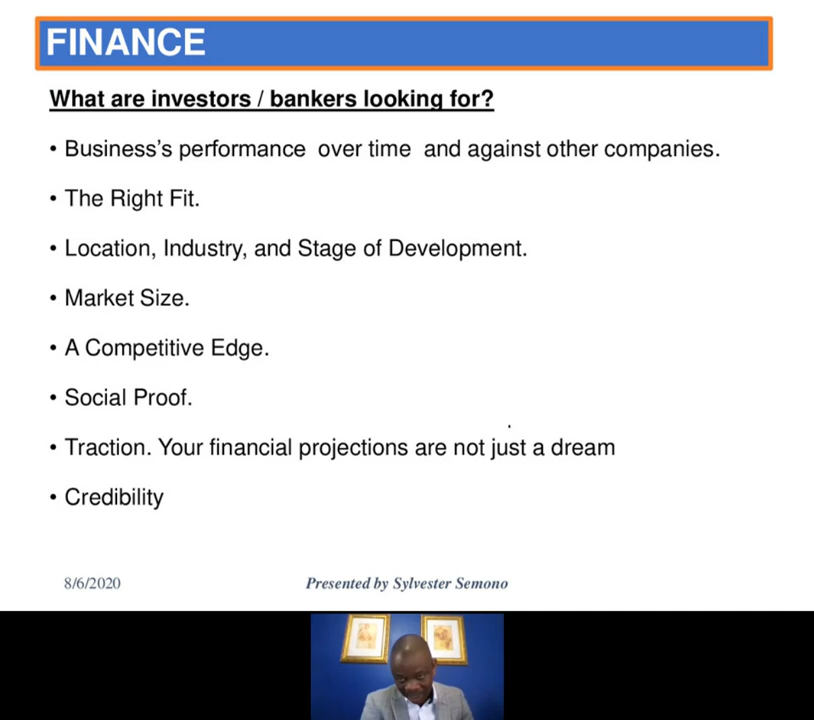 FINANCE
What are investors / bankers looking for?
• Business's performance over time and against other companies.
• The Right Fit.
• Location, Industry, and Stage of Development.
• Market Size.
• A Competitive Edge.
• Social Proof.
• Traction. Your financial projections are not just a dream
• Credibility
8/6/2020 Presented by Sylvester Semono